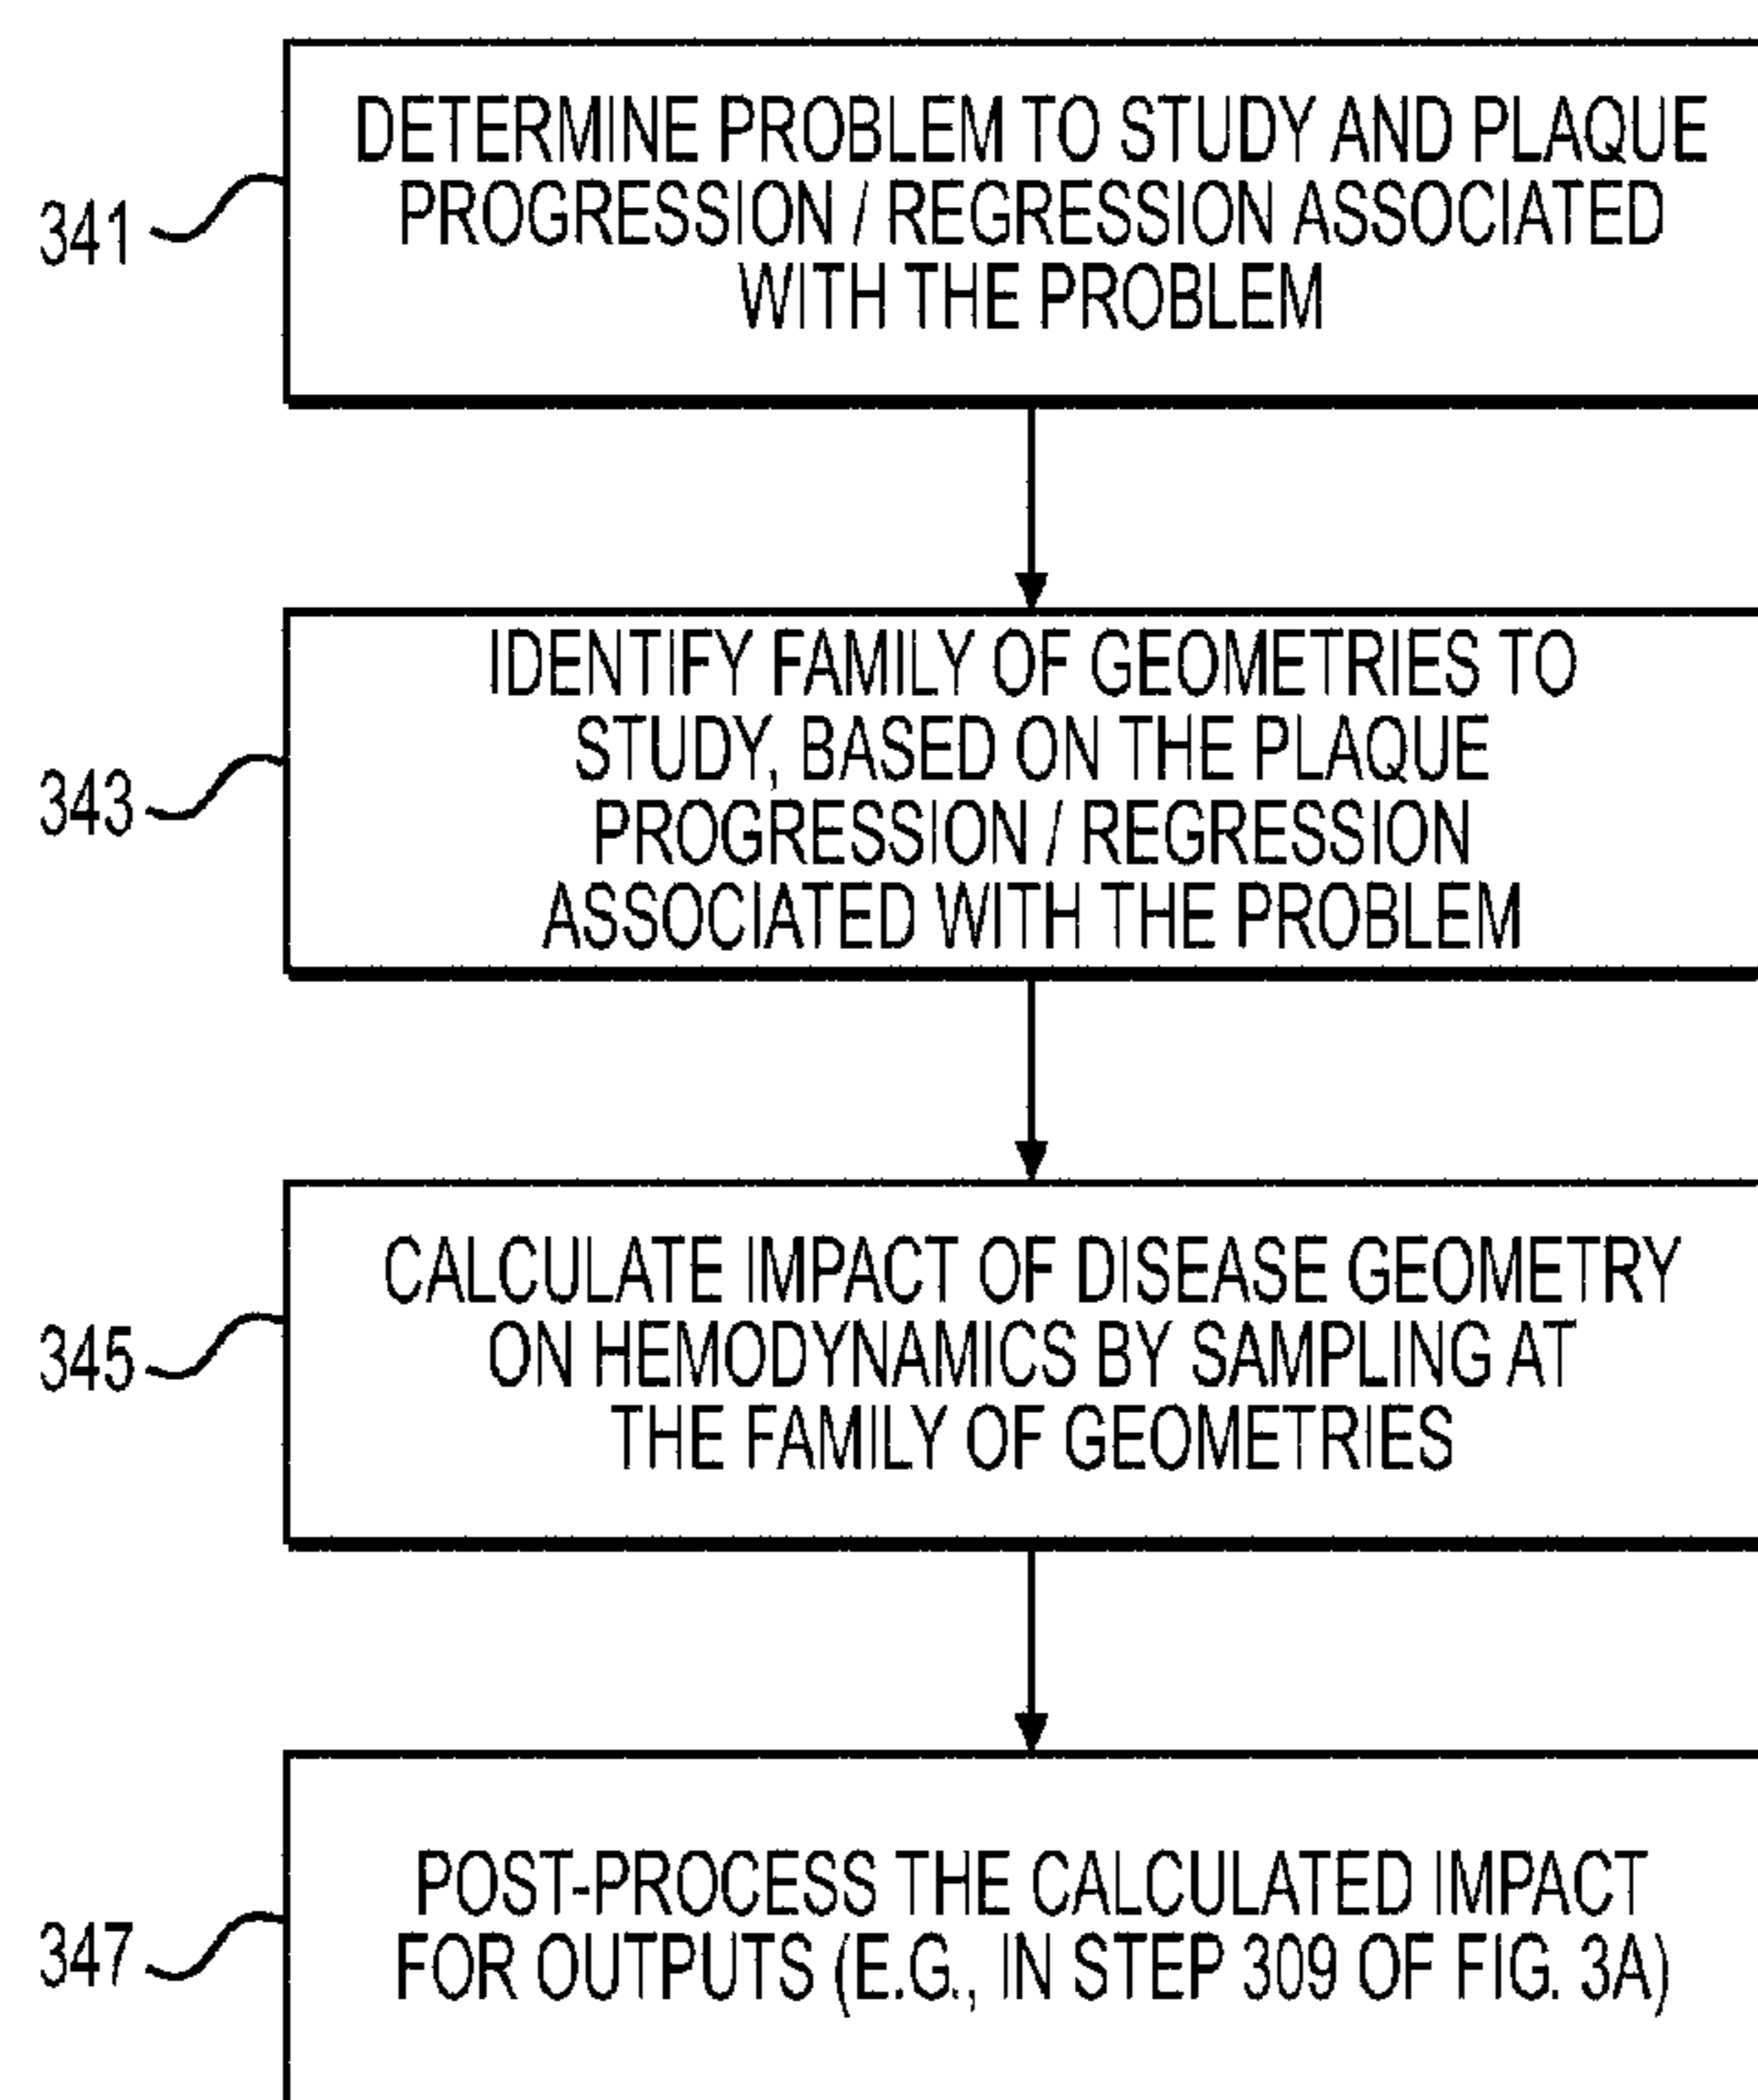 DETERMINE PROBLEM TO STUDY AND PLAQUE
PROGRESSION / REGRESSION ASSOCIATED
WITH THE PROBLEM
341
IDENTIFY FAMILY OF GEOMETRIES TO
STUDY, BASED ON THE PLAQUE
PROGRESSION / REGRESSION
ASSOCIATED WITH THE PROBLEM
343
CALCULATE IMPACT OF DISEASE GEOMETRY
ON HEMODYNAMICS BY SAMPLING AT
THE FAMILY OF GEOMETRIES
345
POST-PROCESS THE CALCULATED IMPACT
FOR OUTPUTS (E.G., IN STEP 309 OF FIG. 3A)
347